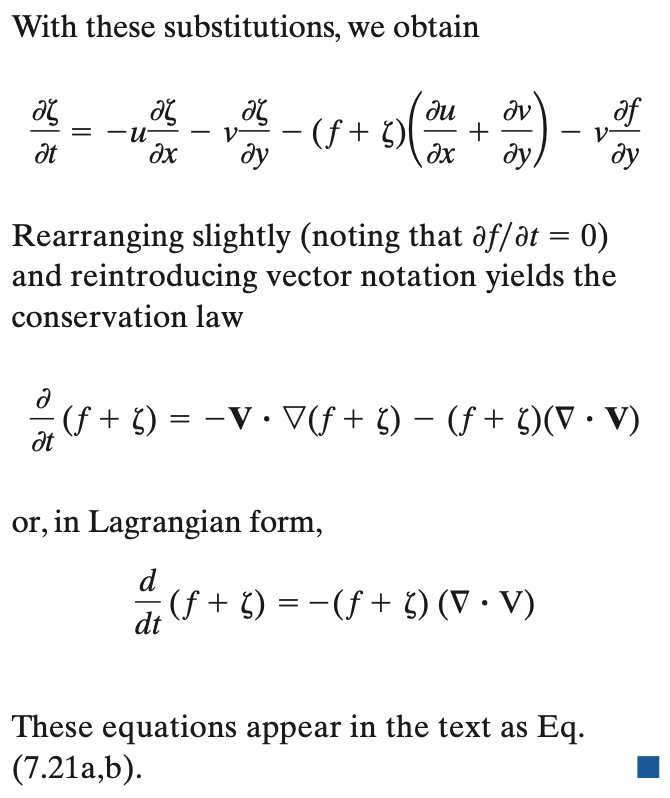 With these substitutions, we obtain
∂ζ/∂t = −u ∂ζ/∂x − v ∂ζ/∂y − (f + ζ)(∂u/∂x + ∂v/∂y) − v ∂f/∂y
Rearranging slightly (noting that ∂f/∂t = 0)
and reintroducing vector notation yields the
conservation law
∂/∂t (f + ζ) = −V · ∇(f + ζ) − (f + ζ)(∇ · V)
or, in Lagrangian form,
d/dt (f + ζ) = −(f + ζ) (∇ · V)
These equations appear in the text as Eq.
(7.21a,b).